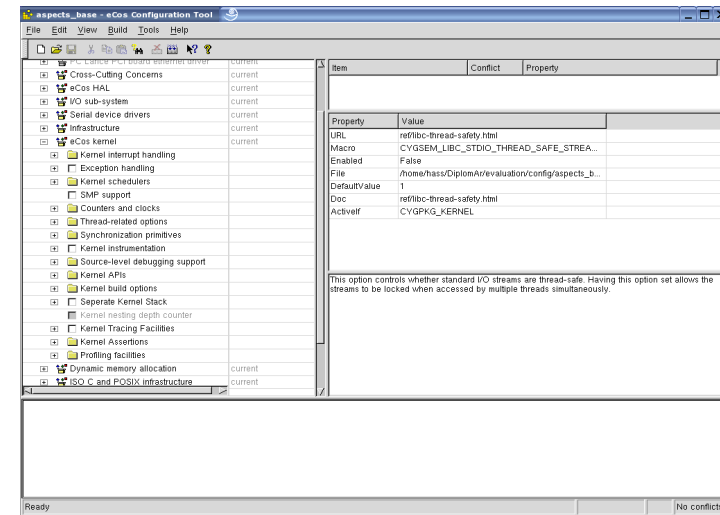 aspects_base - eCos Configuration Tool
File Edit View Build Tools Help
PC Lance PCI board ethernet driver current
Cross-Cutting Concerns current
eCos HAL current
I/O sub-system current
Serial device drivers current
Infrastructure current
eCos kernel current
Kernel interrupt handling
Exception handling
Kernel schedulers
SMP support
Counters and clocks
Thread-related options
Synchronization primitives
Kernel instrumentation
Source-level debugging support
Kernel APIs
Kernel build options
Seperate Kernel Stack
Kernel nesting depth counter
Kernel Tracing Facilities
Kernel Assertions
Profiling facilities
Dynamic memory allocation current
ISO C and POSIX infrastructure current
Item Conflict Property
Property Value
URL ref/libc-thread-safety.html
Macro CYGSEM_LIBC_STDIO_THREAD_SAFE_STREA...
Enabled False
File /home/hass/DiplomAr/evaluation/config/aspects_b...
DefaultValue 1
Doc ref/libc-thread-safety.html
ActiveIf CYGPKG_KERNEL
This option controls whether standard I/O streams are thread-safe. Having this option set allows the
streams to be locked when accessed by multiple threads simultaneously.
Ready No conflicts